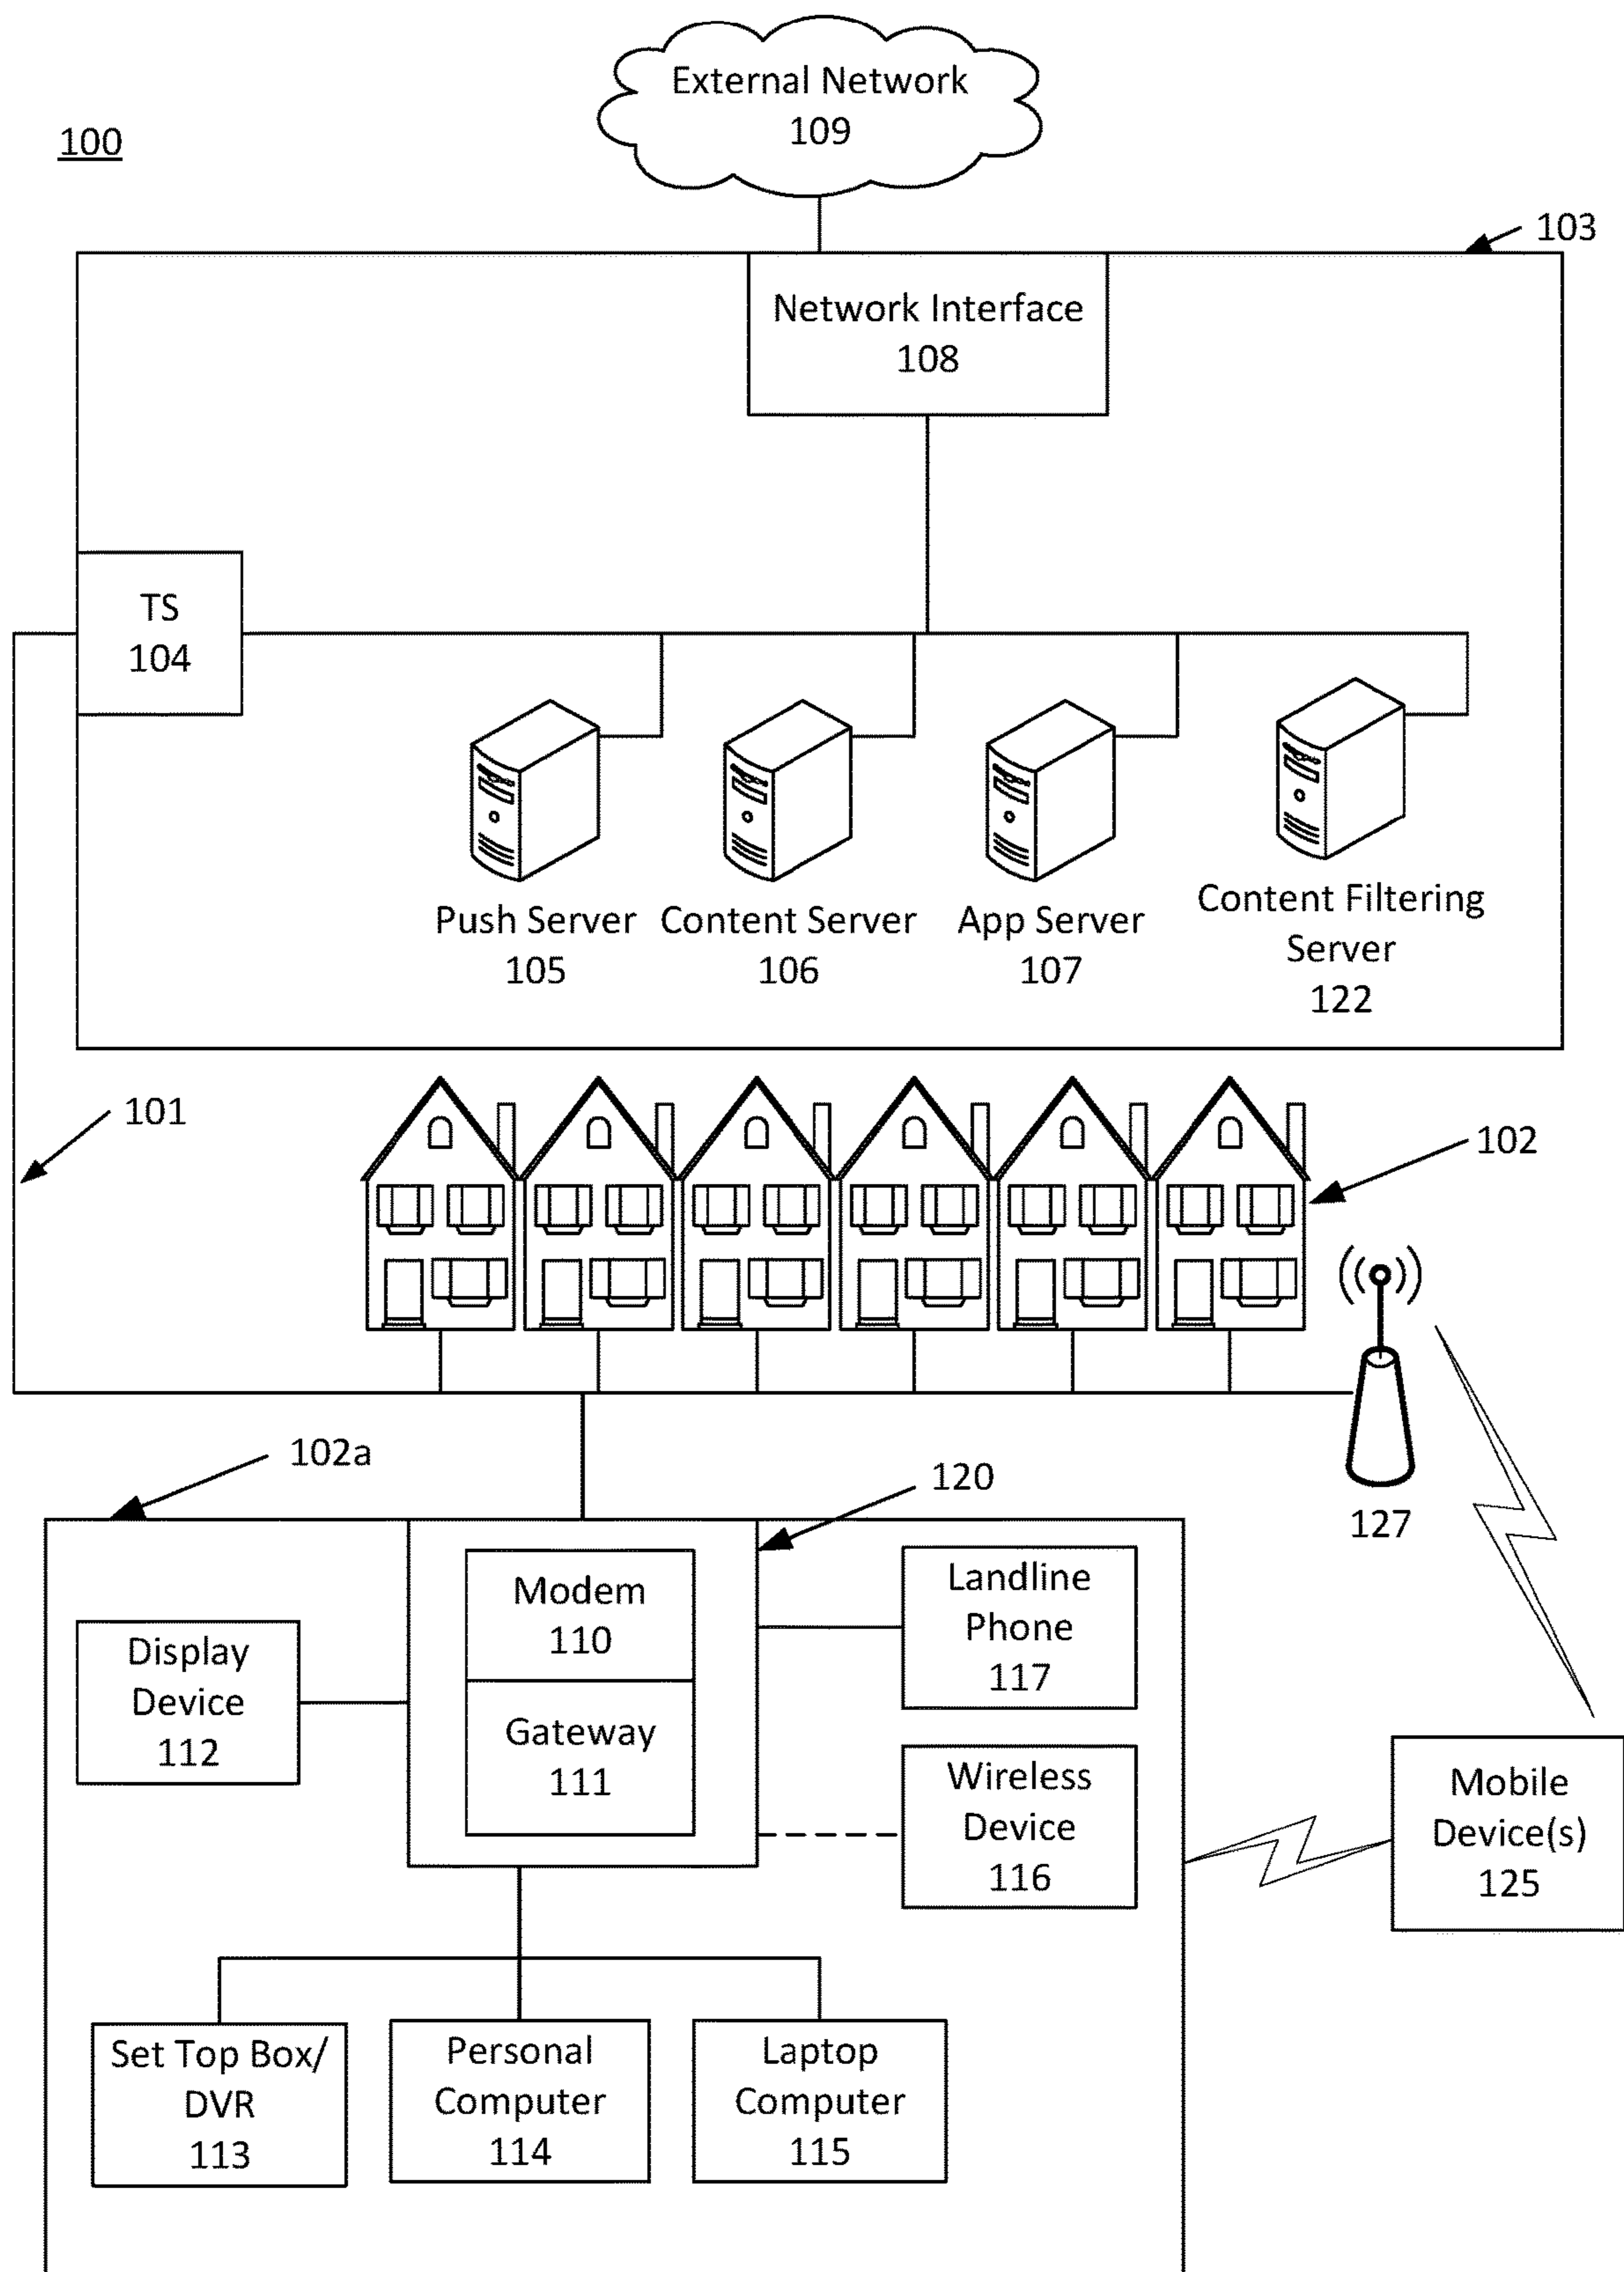 External Network
109
100
103
Network Interface
108
TS
104
Push Server
105
Content Server
106
App Server
107
Content Filtering
Server
122
101
102
127
102a
120
Modem
110
Gateway
111
Display
Device
112
Landline
Phone
117
Wireless
Device
116
Mobile
Device(s)
125
Set Top Box/
DVR
113
Personal
Computer
114
Laptop
Computer
115